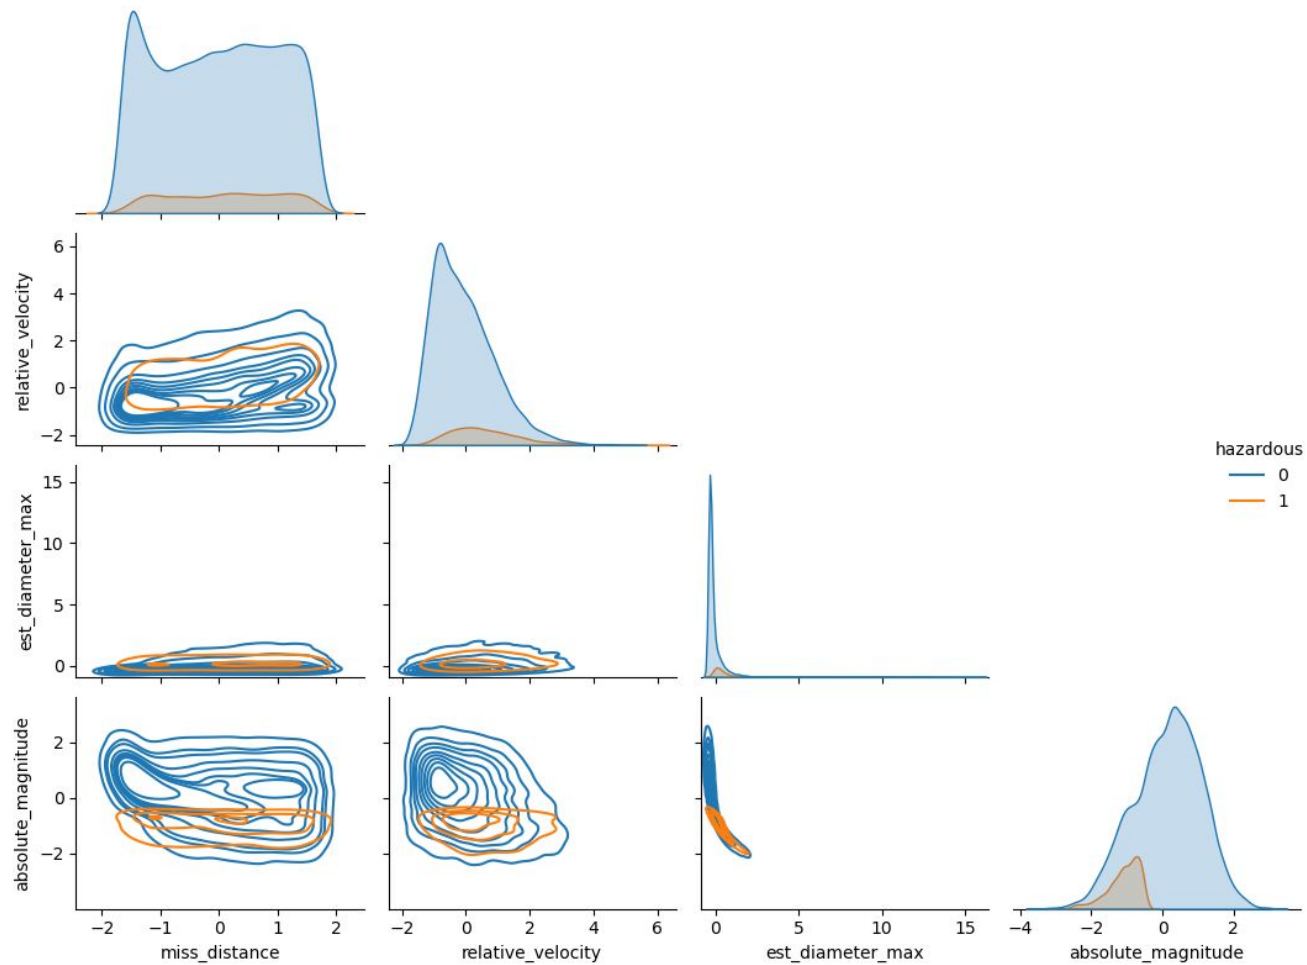 relative_velocity
6
4
2
0
−2
est_diameter_max
15
10
5
0
absolute_magnitude
2
0
−2
−2 −1 0 1 2
miss_distance
−2 0 2 4 6
relative_velocity
0 5 10 15
est_diameter_max
−4 −2 0 2
absolute_magnitude
hazardous
0
1